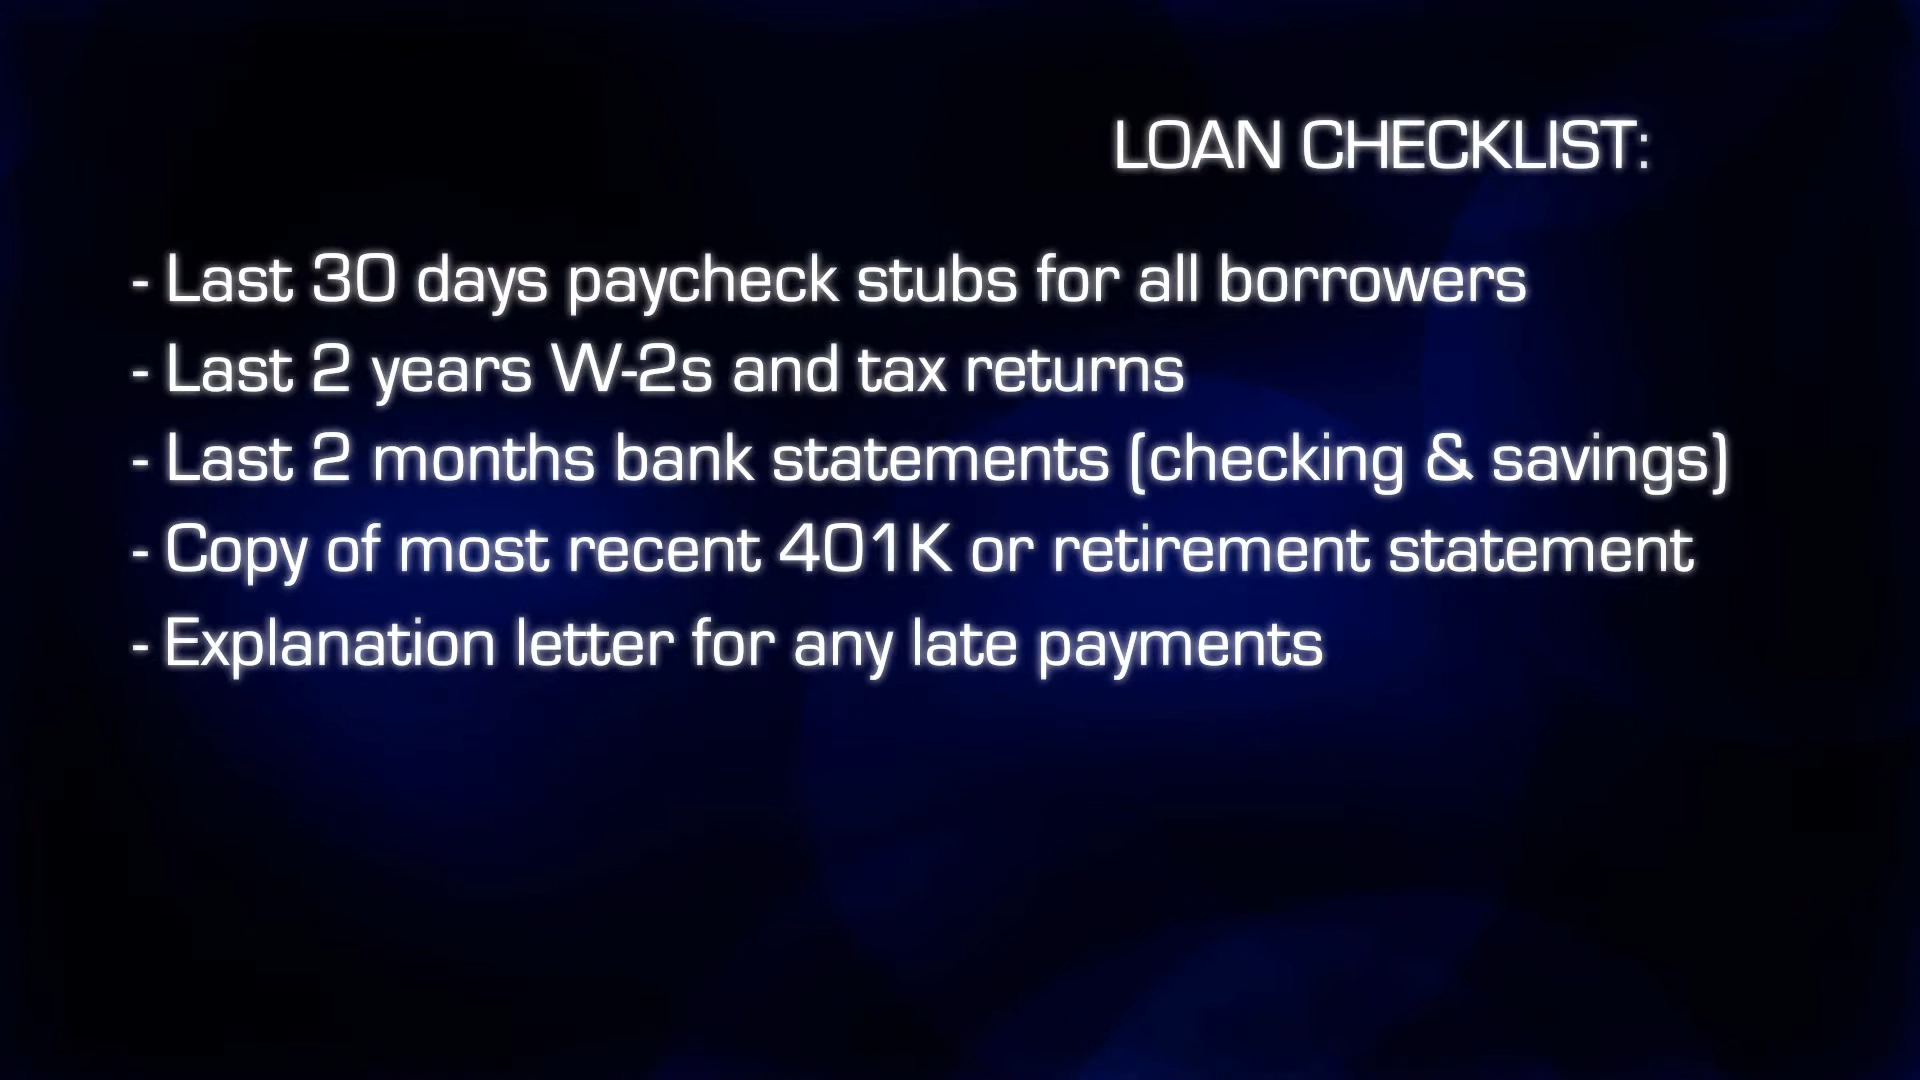 LOAN CHECKLIST:
- Last 30 days paycheck stubs for all borrowers
- Last 2 years W-2s and tax returns
- Last 2 months bank statements (checking & savings)
- Copy of most recent 401K or retirement statement
- Explanation letter for any late payments